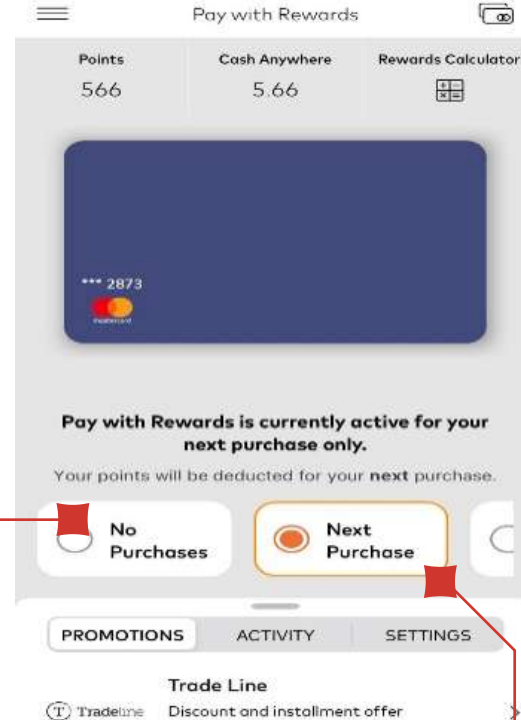 Pay with Rewards
Points
Cash Anywhere
Rewards Calculator
566
5.66
*** 2873
mastercard
Pay with Rewards is currently active for your
next purchase only.
Your points will be deducted for your next purchase.
No
Purchases
Next
Purchase
PROMOTIONS
ACTIVITY
SETTINGS
Trade Line
T Tradeline
Discount and installment offer